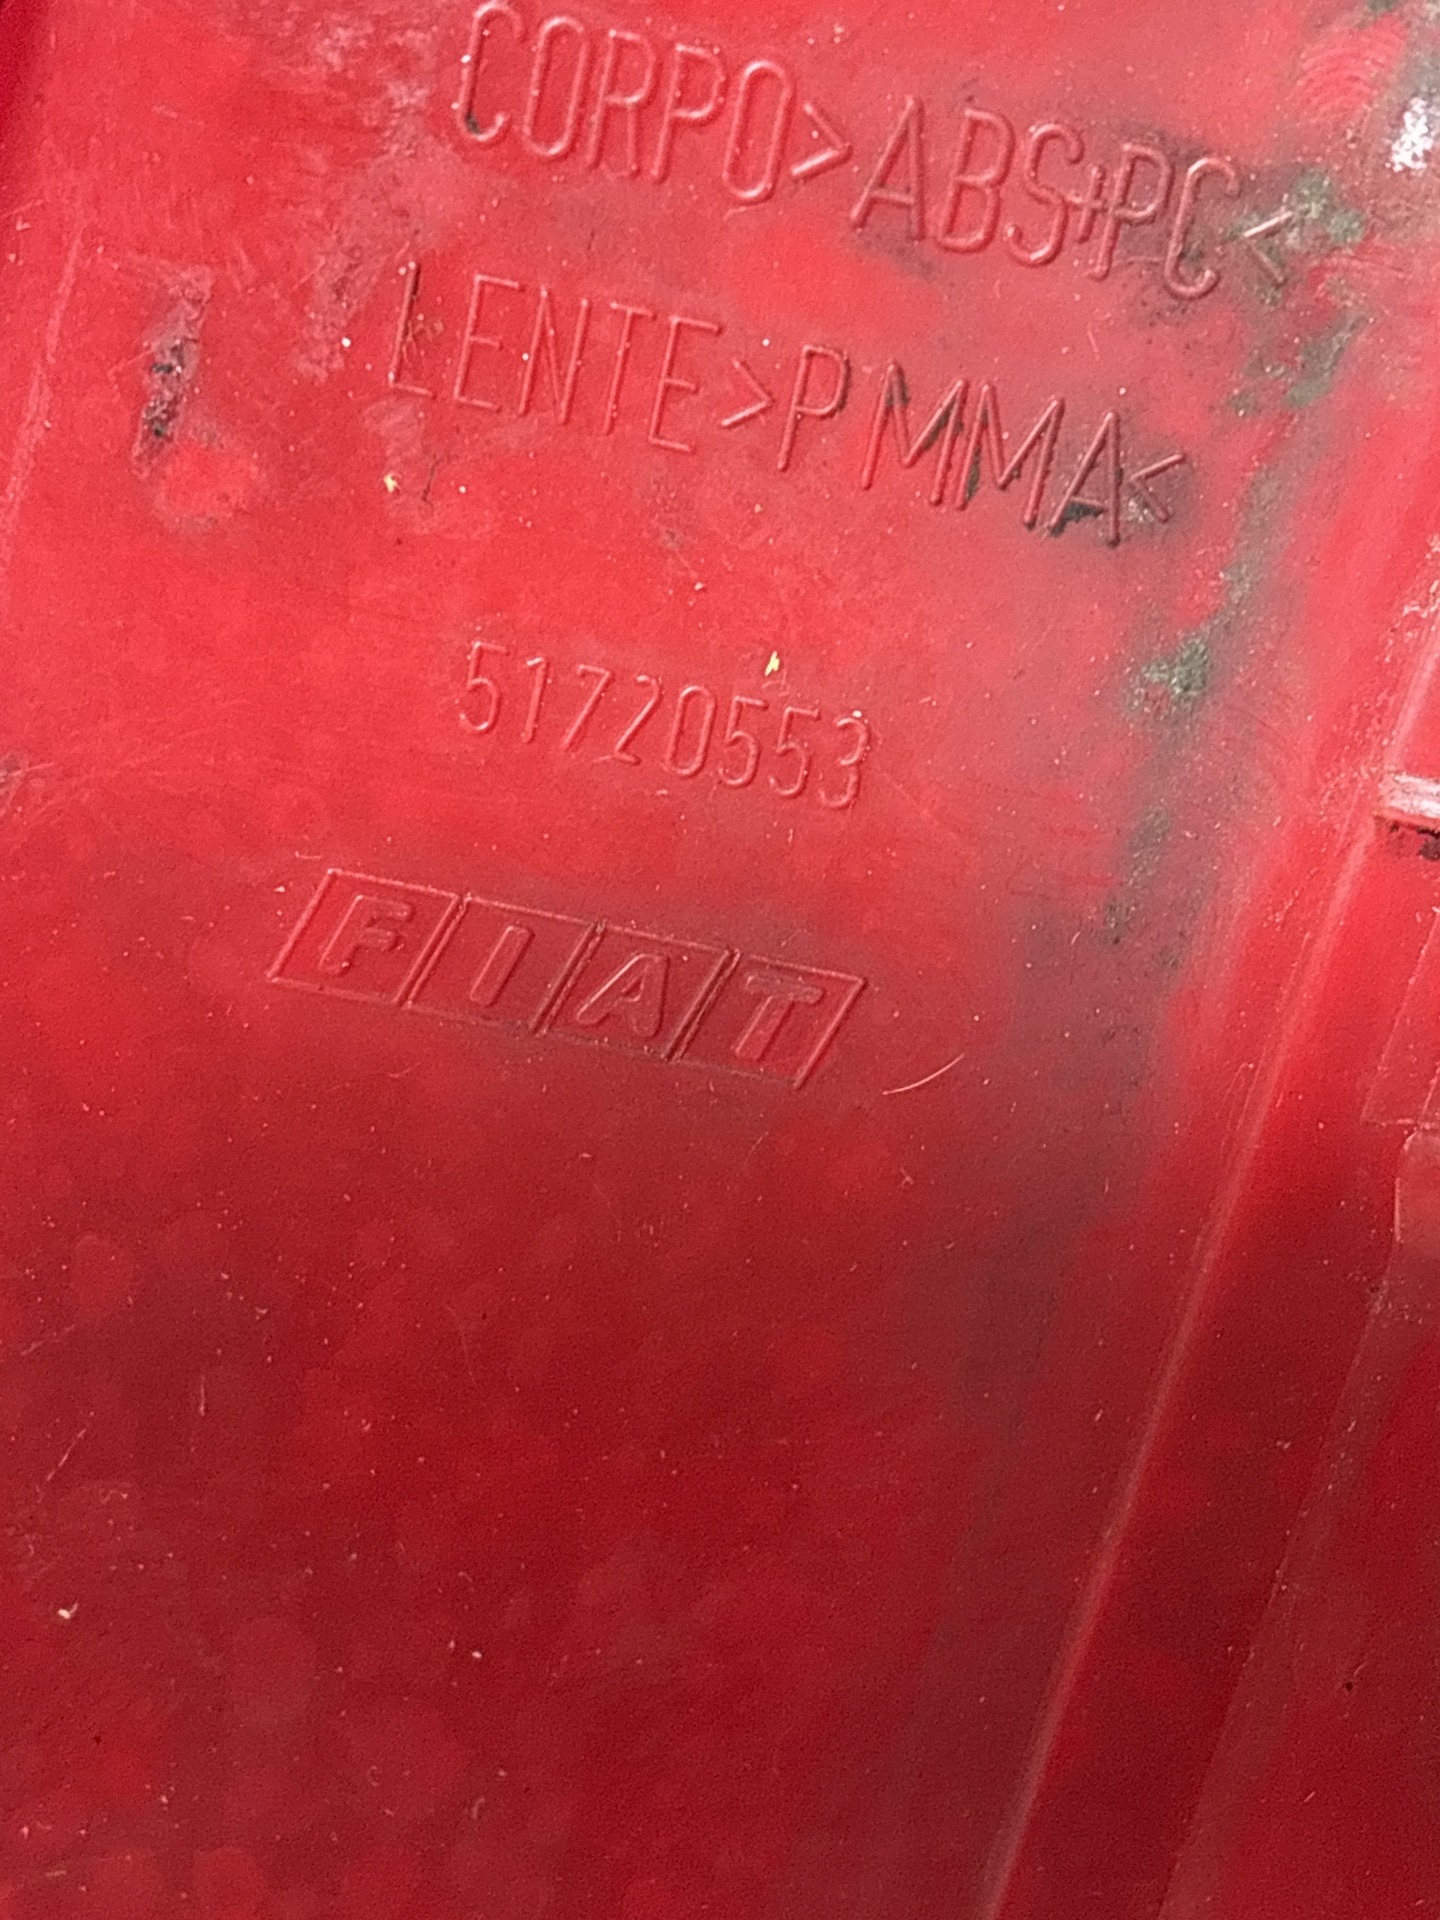 CORPO>ABS+PC<
LENTE>PMMA<
51720553
FIAT